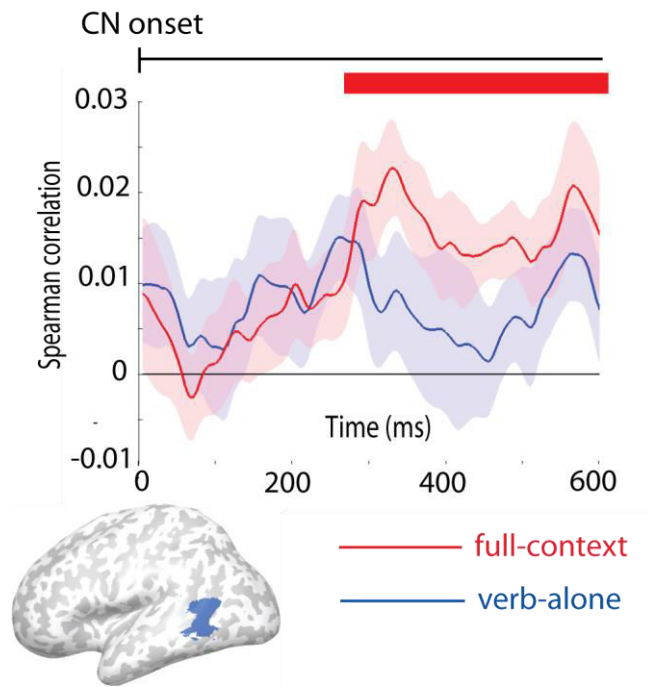 CN onset
0.03
0.02
0.01
0
-0.01
Spearman correlation
Time (ms)
0 200 400 600
full-context
verb-alone